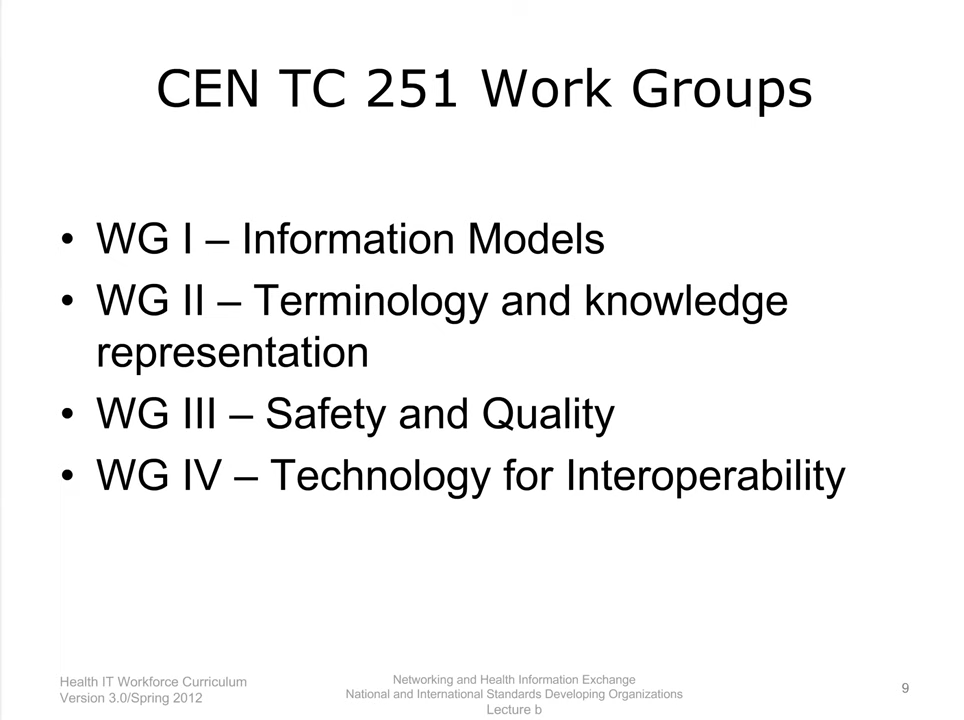 CEN TC 251 Work Groups
• WG I – Information Models
• WG II – Terminology and knowledge
representation
• WG III – Safety and Quality
• WG IV – Technology for Interoperability
Health IT Workforce Curriculum
Version 3.0/Spring 2012
Networking and Health Information Exchange
National and International Standards Developing Organizations
Lecture b
9